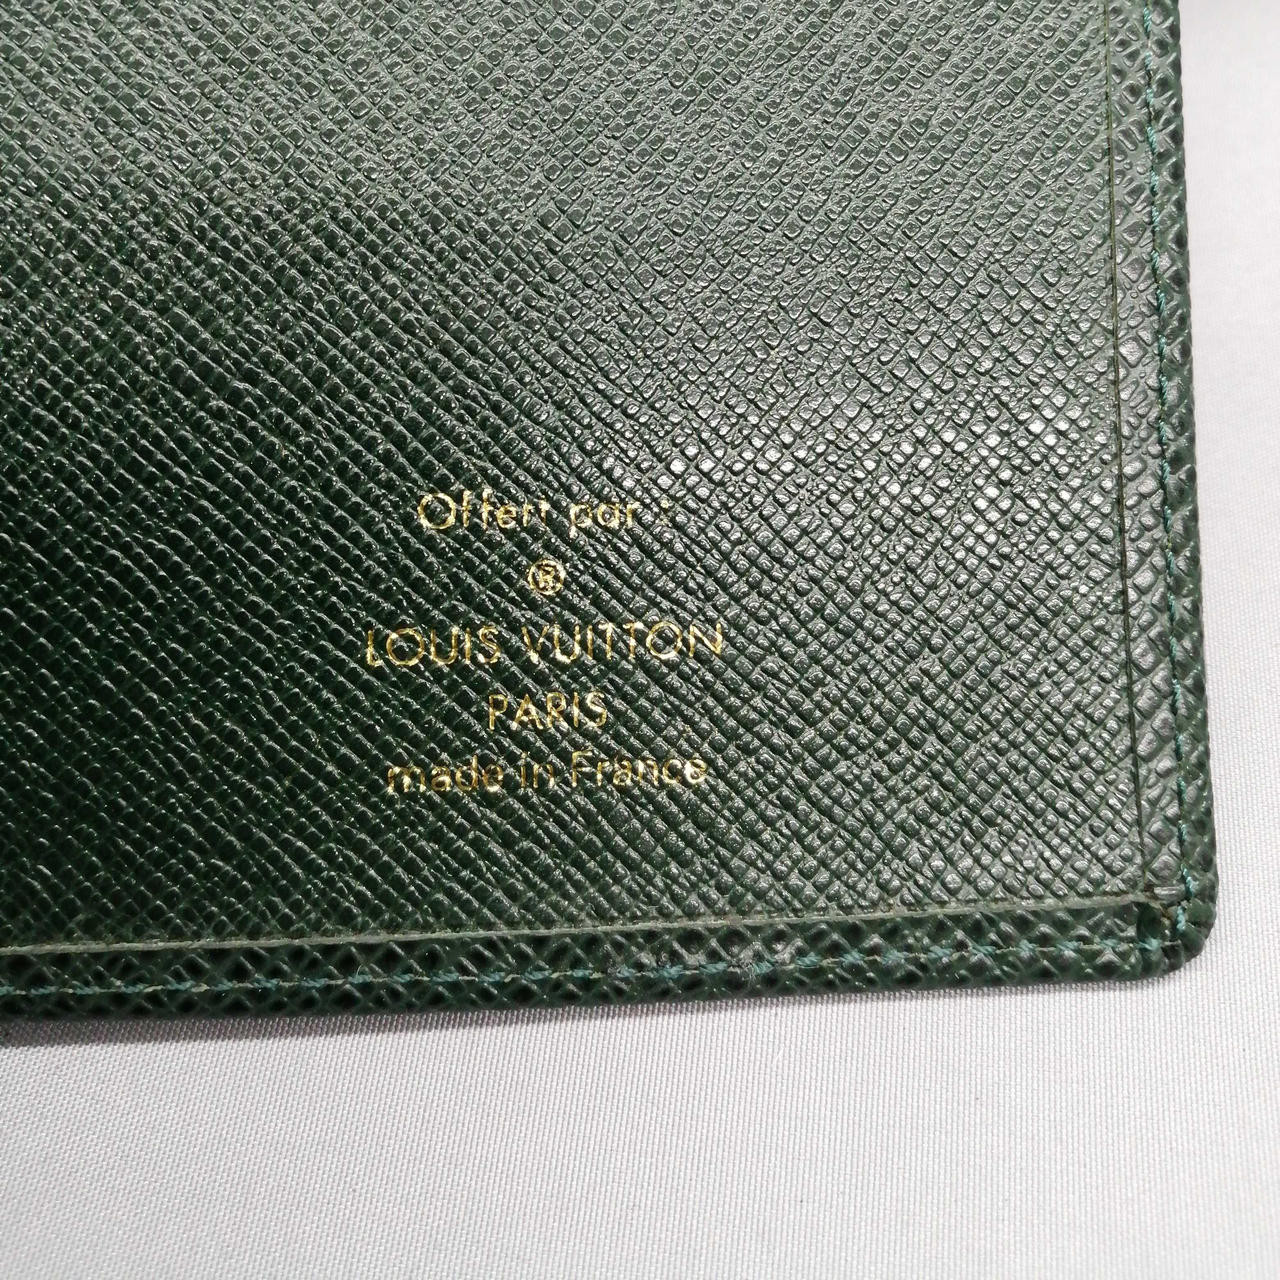 Offert par :
®
LOUIS VUITTON
PARIS
made in France